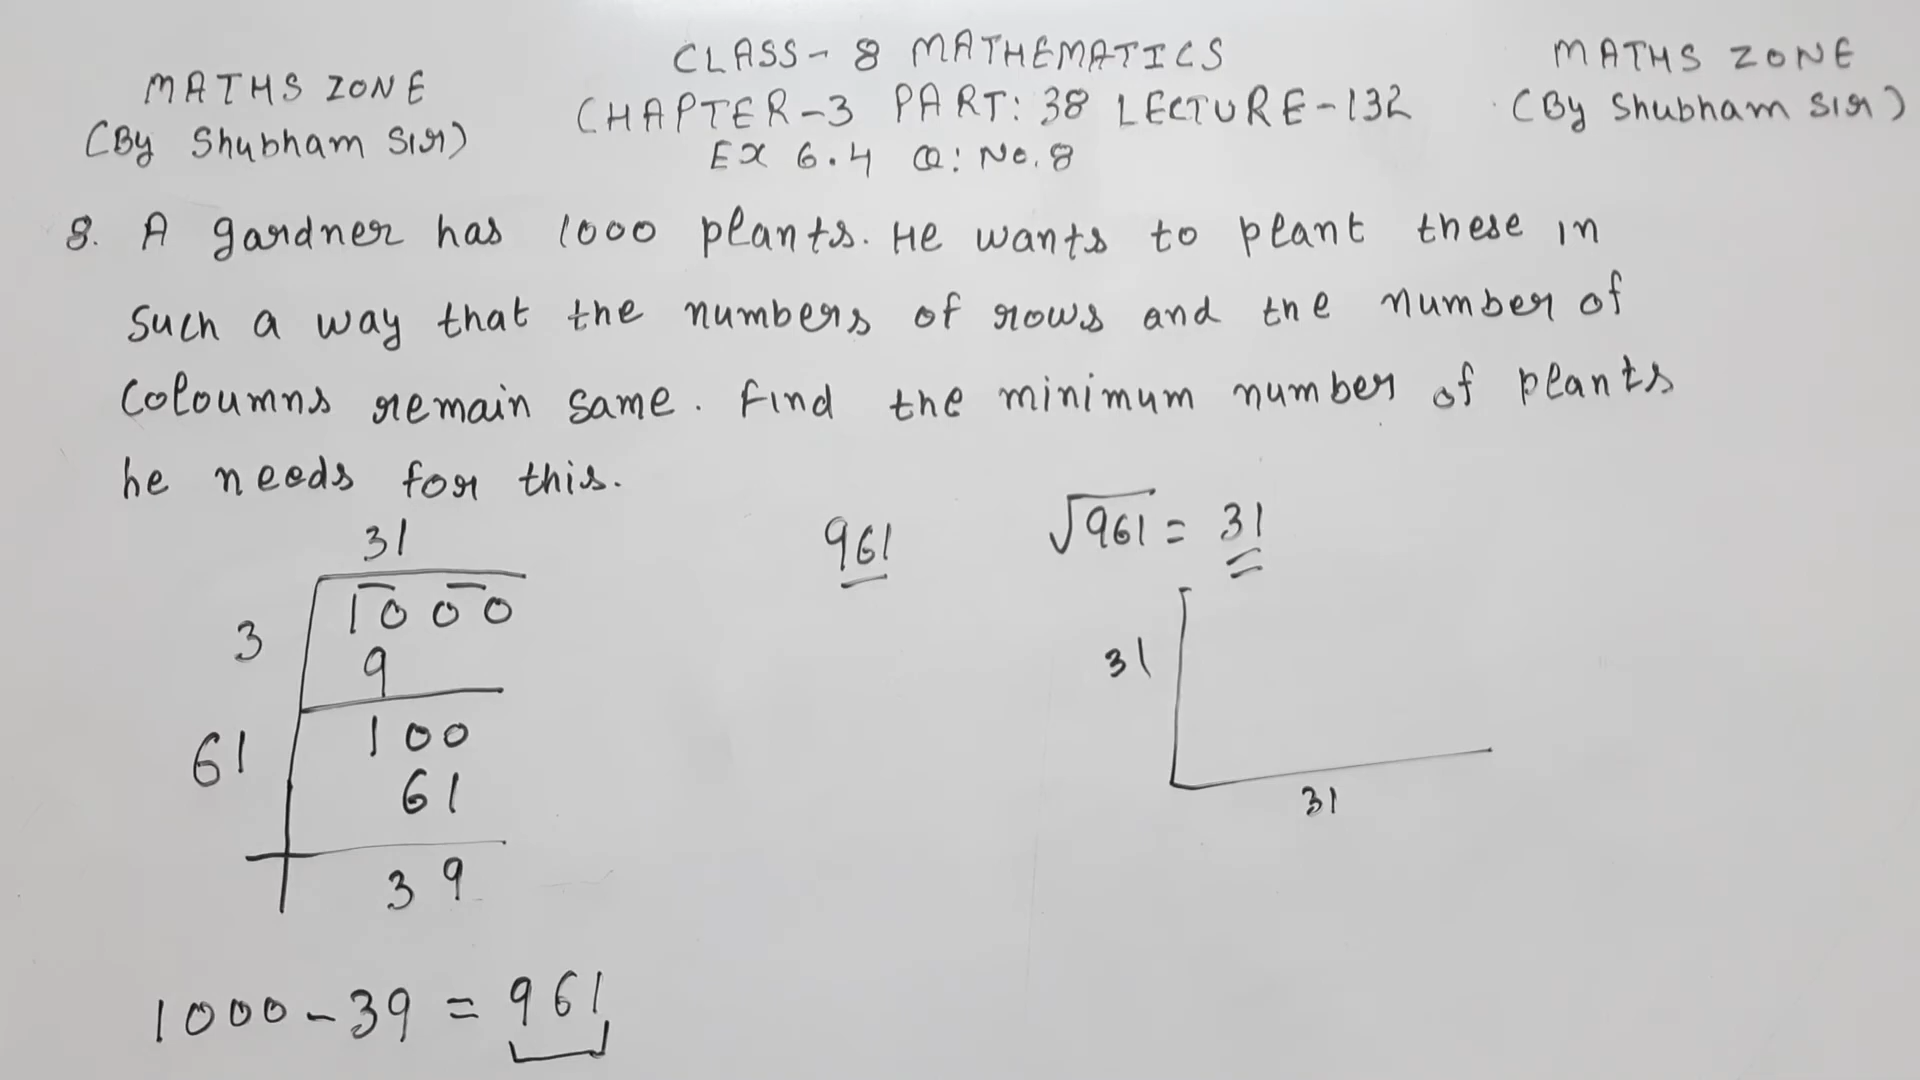 MATHS ZONE
(By Shubham Sir)
CLASS- 8 MATHEMATICS
CHAPTER-3 PART: 38 LECTURE-132
EX 6.4 Q: No. 8
MATHS ZONE
(By Shubham Sir)
8. A gardner has 1000 plants. He wants to plant these in
such a way that the numbers of rows and the number of
Coloumns remain same. Find the minimum number of plants
he needs for this.
31
3 1000
9
61 100
61
39
1000-39 = 961
961
√961 = 31
31
31